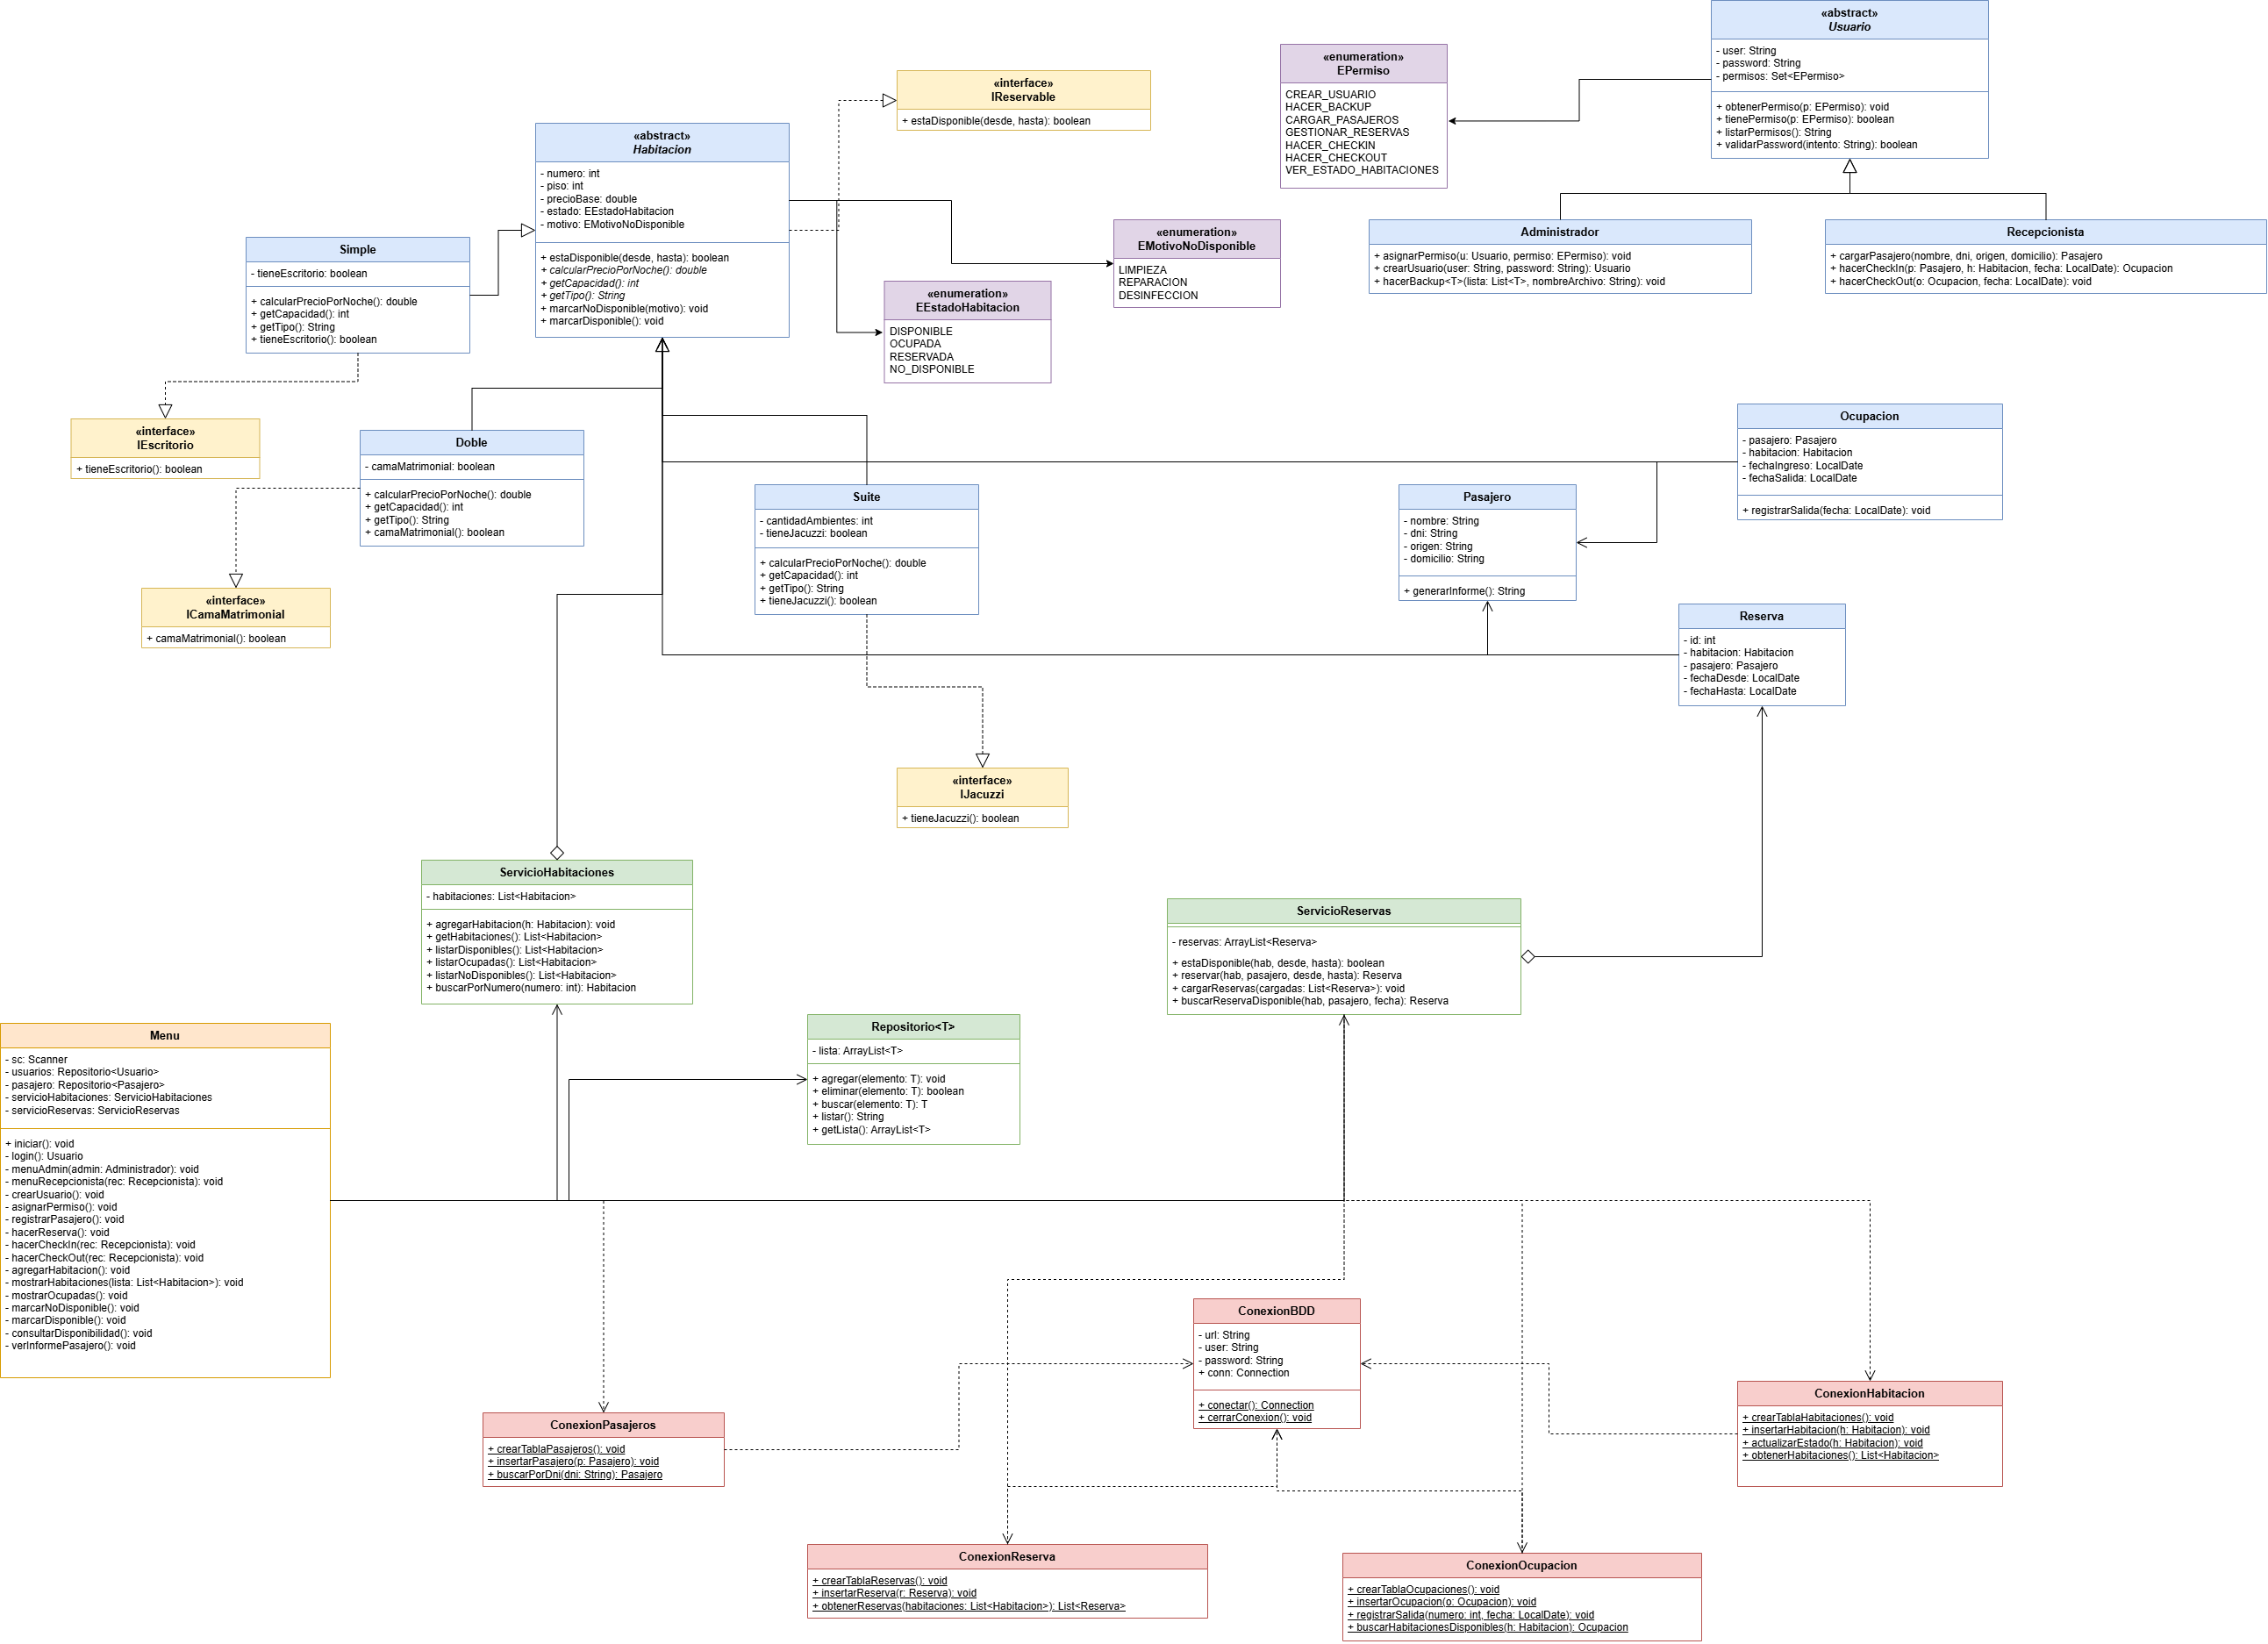 «abstract»
Usuario
- user: String
- password: String
- permisos: Set<EPermiso>
+ obtenerPermiso(p: EPermiso): void
+ tienePermiso(p: EPermiso): boolean
+ listarPermisos(): String
+ validarPassword(intento: String): boolean
«enumeration»
EPermiso
CREAR_USUARIO
HACER_BACKUP
CARGAR_PASAJEROS
GESTIONAR_RESERVAS
HACER_CHECKIN
HACER_CHECKOUT
VER_ESTADO_HABITACIONES
«interface»
IReservable
+ estaDisponible(desde, hasta): boolean
«abstract»
Habitacion
- numero: int
- piso: int
- precioBase: double
- estado: EEstadoHabitacion
- motivo: EMotivoNoDisponible
+ estaDisponible(desde, hasta): boolean
+ calcularPrecioPorNoche(): double
+ getCapacidad(): int
+ getTipo(): String
+ marcarNoDisponible(motivo): void
+ marcarDisponible(): void
«enumeration»
EMotivoNoDisponible
LIMPIEZA
REPARACION
DESINFECCION
Administrador
+ asignarPermiso(u: Usuario, permiso: EPermiso): void
+ crearUsuario(user: String, password: String): Usuario
+ hacerBackup<T>(lista: List<T>, nombreArchivo: String): void
Recepcionista
+ cargarPasajero(nombre, dni, origen, domicilio): Pasajero
+ hacerCheckIn(p: Pasajero, h: Habitacion, fecha: LocalDate): Ocupacion
+ hacerCheckOut(o: Ocupacion, fecha: LocalDate): void
Simple
- tieneEscritorio: boolean
+ calcularPrecioPorNoche(): double
+ getCapacidad(): int
+ getTipo(): String
+ tieneEscritorio(): boolean
«enumeration»
EEstadoHabitacion
DISPONIBLE
OCUPADA
RESERVADA
NO_DISPONIBLE
«interface»
IEscritorio
+ tieneEscritorio(): boolean
Doble
- camaMatrimonial: boolean
+ calcularPrecioPorNoche(): double
+ getCapacidad(): int
+ getTipo(): String
+ camaMatrimonial(): boolean
Ocupacion
- pasajero: Pasajero
- habitacion: Habitacion
- fechaIngreso: LocalDate
- fechaSalida: LocalDate
+ registrarSalida(fecha: LocalDate): void
Suite
- cantidadAmbientes: int
- tieneJacuzzi: boolean
+ calcularPrecioPorNoche(): double
+ getCapacidad(): int
+ getTipo(): String
+ tieneJacuzzi(): boolean
Pasajero
- nombre: String
- dni: String
- origen: String
- domicilio: String
+ generarInforme(): String
«interface»
ICamaMatrimonial
+ camaMatrimonial(): boolean
Reserva
- id: int
- habitacion: Habitacion
- pasajero: Pasajero
- fechaDesde: LocalDate
- fechaHasta: LocalDate
«interface»
IJacuzzi
+ tieneJacuzzi(): boolean
ServicioHabitaciones
- habitaciones: List<Habitacion>
+ agregarHabitacion(h: Habitacion): void
+ getHabitaciones(): List<Habitacion>
+ listarDisponibles(): List<Habitacion>
+ listarOcupadas(): List<Habitacion>
+ listarNoDisponibles(): List<Habitacion>
+ buscarPorNumero(numero: int): Habitacion
ServicioReservas
- reservas: ArrayList<Reserva>
+ estaDisponible(hab, desde, hasta): boolean
+ reservar(hab, pasajero, desde, hasta): Reserva
+ cargarReservas(cargadas: List<Reserva>): void
+ buscarReservaDisponible(hab, pasajero, fecha): Reserva
Menu
- sc: Scanner
- usuarios: Repositorio<Usuario>
- pasajero: Repositorio<Pasajero>
- servicioHabitaciones: ServicioHabitaciones
- servicioReservas: ServicioReservas
+ iniciar(): void
- login(): Usuario
- menuAdmin(admin: Administrador): void
- menuRecepcionista(rec: Recepcionista): void
- crearUsuario(): void
- asignarPermiso(): void
- registrarPasajero(): void
- hacerReserva(): void
- hacerCheckIn(rec: Recepcionista): void
- hacerCheckOut(rec: Recepcionista): void
- agregarHabitacion(): void
- mostrarHabitaciones(lista: List<Habitacion>): void
- mostrarOcupadas(): void
- marcarNoDisponible(): void
- marcarDisponible(): void
- consultarDisponibilidad(): void
- verInformePasajero(): void
Repositorio<T>
- lista: ArrayList<T>
+ agregar(elemento: T): void
+ eliminar(elemento: T): boolean
+ buscar(elemento: T): T
+ listar(): String
+ getLista(): ArrayList<T>
ConexionBDD
- url: String
- user: String
- password: String
+ conn: Connection
+ conectar(): Connection
+ cerrarConexion(): void
ConexionHabitacion
+ crearTablaHabitaciones(): void
+ insertarHabitacion(h: Habitacion): void
+ actualizarEstado(h: Habitacion): void
+ obtenerHabitaciones(): List<Habitacion>
ConexionPasajeros
+ crearTablaPasajeros(): void
+ insertarPasajero(p: Pasajero): void
+ buscarPorDni(dni: String): Pasajero
ConexionReserva
+ crearTablaReservas(): void
+ insertarReserva(r: Reserva): void
+ obtenerReservas(habitaciones: List<Habitacion>): List<Reserva>
ConexionOcupacion
+ crearTablaOcupaciones(): void
+ insertarOcupacion(o: Ocupacion): void
+ registrarSalida(numero: int, fecha: LocalDate): void
+ buscarHabitacionesDisponibles(h: Habitacion): Ocupacion